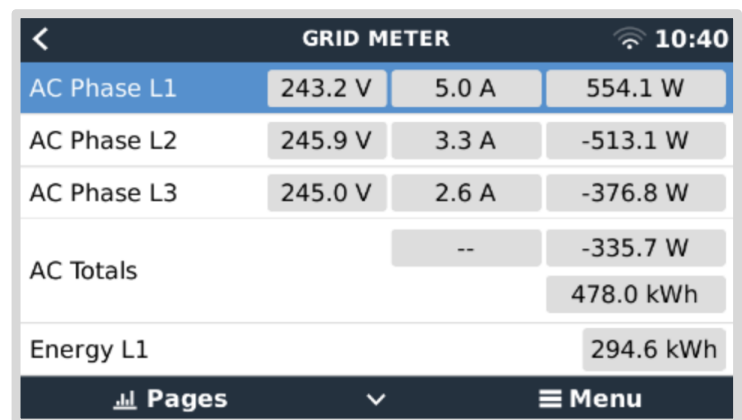 GRID METER 10:40
AC Phase L1 243.2 V 5.0 A 554.1 W
AC Phase L2 245.9 V 3.3 A -513.1 W
AC Phase L3 245.0 V 2.6 A -376.8 W
AC Totals -- -335.7 W
478.0 kWh
Energy L1 294.6 kWh
Pages Menu